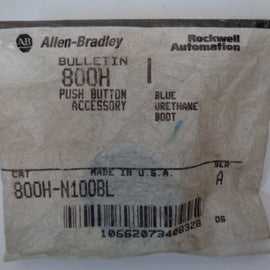 AB Allen-Bradley
Rockwell Automation
BULLETIN
800H
PUSH BUTTON
ACCESSORY
BLUE
URETHANE
BOOT
MADE IN U.S.A.
CAT
SER
800H-N100BL
A
10662073408328
06